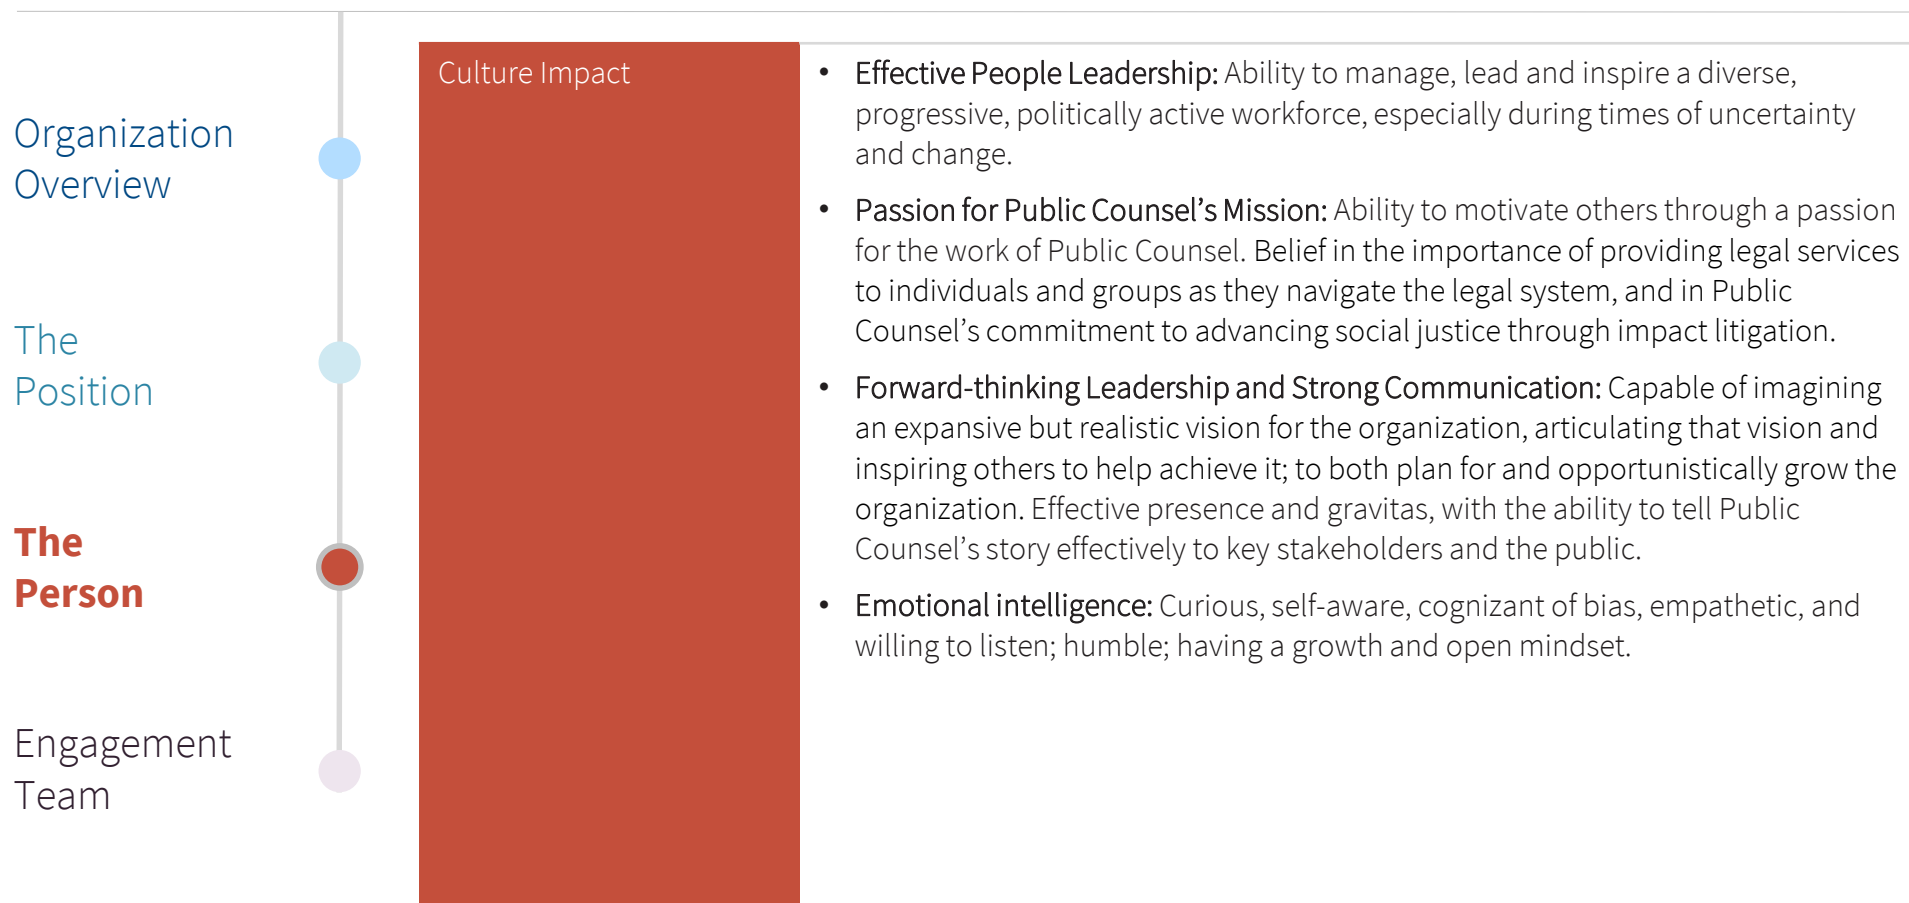 Organization
Overview
The
Position
The
Person
Engagement
Team
Culture Impact
• Effective People Leadership: Ability to manage, lead and inspire a diverse,
progressive, politically active workforce, especially during times of uncertainty
and change.
• Passion for Public Counsel’s Mission: Ability to motivate others through a passion
for the work of Public Counsel. Belief in the importance of providing legal services
to individuals and groups as they navigate the legal system, and in Public
Counsel’s commitment to advancing social justice through impact litigation.
• Forward-thinking Leadership and Strong Communication: Capable of imagining
an expansive but realistic vision for the organization, articulating that vision and
inspiring others to help achieve it; to both plan for and opportunistically grow the
organization. Effective presence and gravitas, with the ability to tell Public
Counsel’s story effectively to key stakeholders and the public.
• Emotional intelligence: Curious, self-aware, cognizant of bias, empathetic, and
willing to listen; humble; having a growth and open mindset.